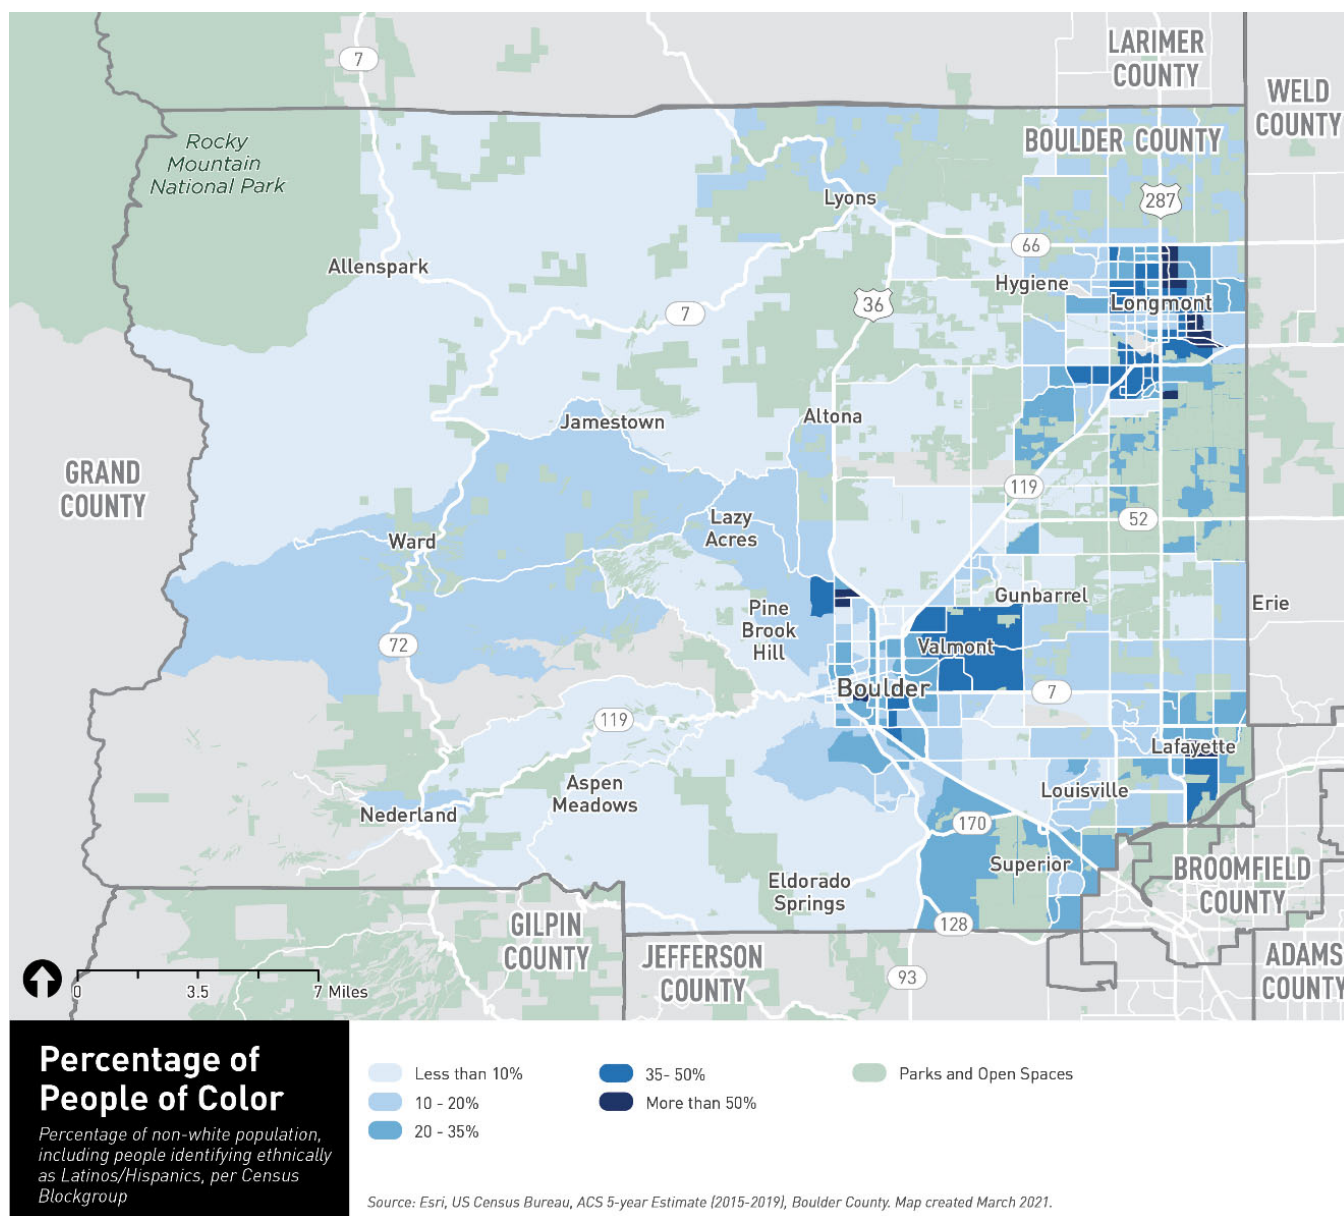 7
LARIMER
COUNTY
WELD
COUNTY
Rocky
Mountain
National Park
BOULDER COUNTY
Lyons
287
66
Allenspark
Hygiene
36
Longmont
7
Altona
Jamestown
GRAND
COUNTY
119
Lazy
Acres
52
Ward
Gunbarrel
Erie
Pine
Brook
Hill
72
Valmont
Boulder
7
119
Lafayette
Aspen
Meadows
Louisville
Nederland
170
Superior
BROOMFIELD
COUNTY
Eldorado
Springs
128
GILPIN
COUNTY
JEFFERSON
COUNTY
ADAMS
COUNTY
93
0 3.5 7 Miles
Percentage of
People of Color
Percentage of non-white population,
including people identifying ethnically
as Latinos/Hispanics, per Census
Blockgroup
Less than 10%
10 - 20%
20 - 35%
35- 50%
More than 50%
Parks and Open Spaces
Source: Esri, US Census Bureau, ACS 5-year Estimate (2015-2019), Boulder County. Map created March 2021.